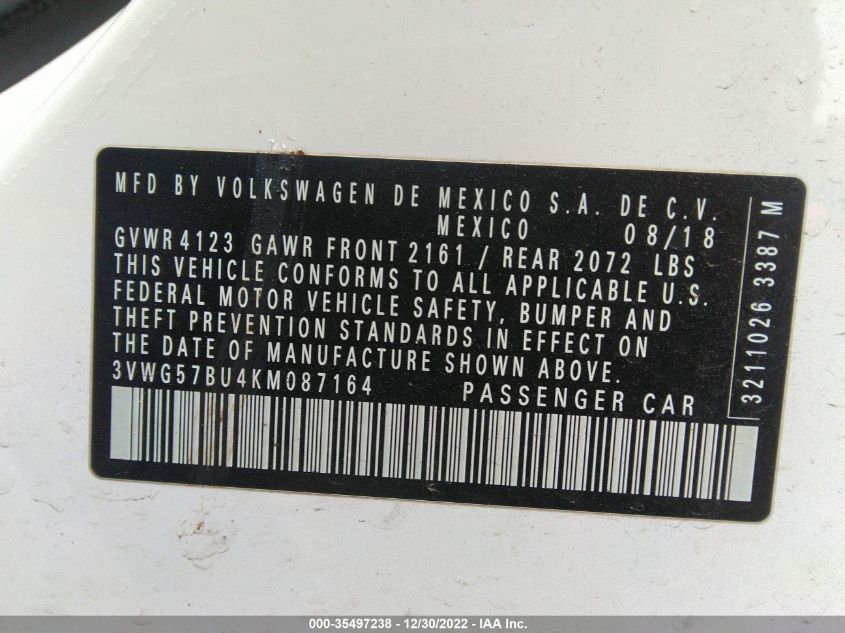 MFD BY VOLKSWAGEN DE MEXICO S.A. DE C.V.
MEXICO 08/18
GVWR 4123 GAWR FRONT 2161 / REAR 2072 LBS
THIS VEHICLE CONFORMS TO ALL APPLICABLE U.S.
FEDERAL MOTOR VEHICLE SAFETY, BUMPER AND
THEFT PREVENTION STANDARDS IN EFFECT ON
THE DATE OF MANUFACTURE SHOWN ABOVE.
3VWG57BU4KM087164 PASSENGER CAR
3211026 3387 M
000-35497238 - 12/30/2022 - IAA Inc.